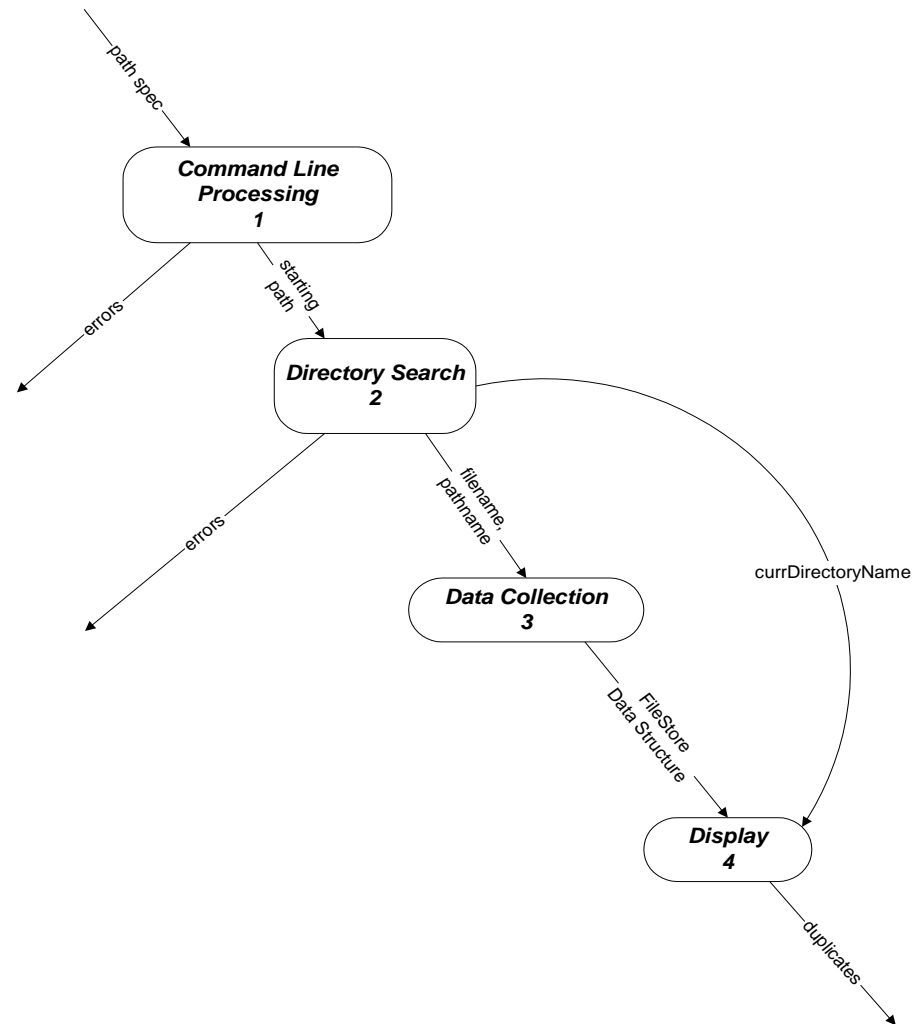 path spec
Command Line
Processing
1
errors
starting
path
Directory Search
2
errors
filename,
pathname
currDirectoryName
Data Collection
3
FileStore
Data Structure
Display
4
duplicates